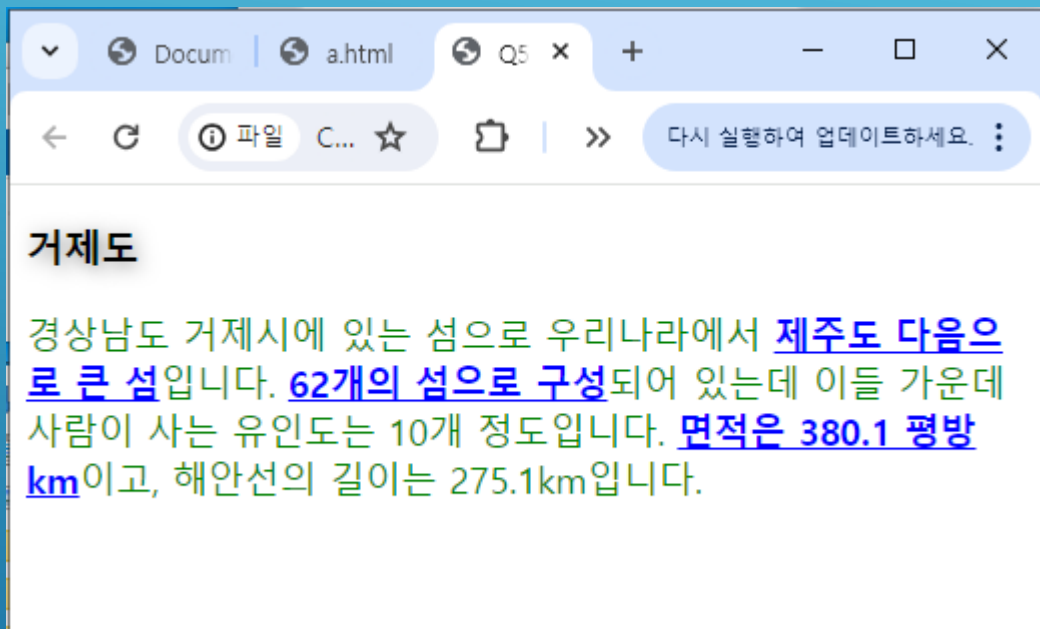 Docum
a.html
Q5
파일 C...
다시 실행하여 업데이트하세요.
거제도
경상남도 거제시에 있는 섬으로 우리나라에서 제주도 다음으
로 큰 섬입니다. 62개의 섬으로 구성되어 있는데 이들 가운데
사람이 사는 유인도는 10개 정도입니다. 면적은 380.1 평방
km이고, 해안선의 길이는 275.1km입니다.